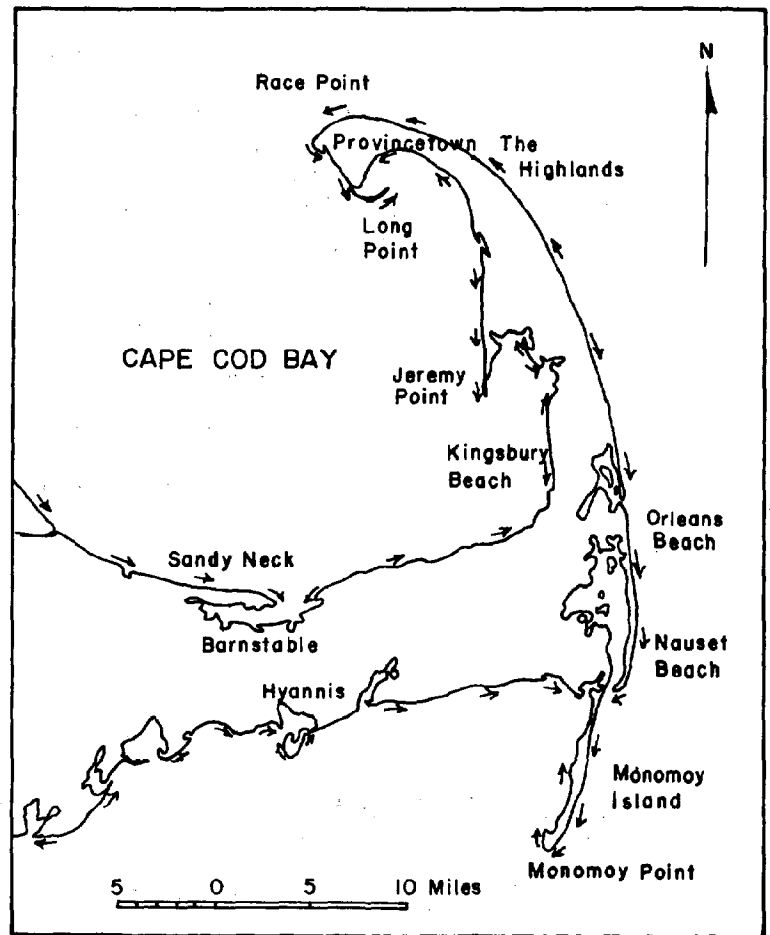 N
Race Point
Provincetown The
Highlands
Long
Point
CAPE COD BAY
Jeremy
Point
Kingsbury
Beach
Orleans
Beach
Sandy Neck
Barnstable
Nauset
Beach
Hyannis
Monomoy
Island
Monomoy Point
5 0 5 10 Miles